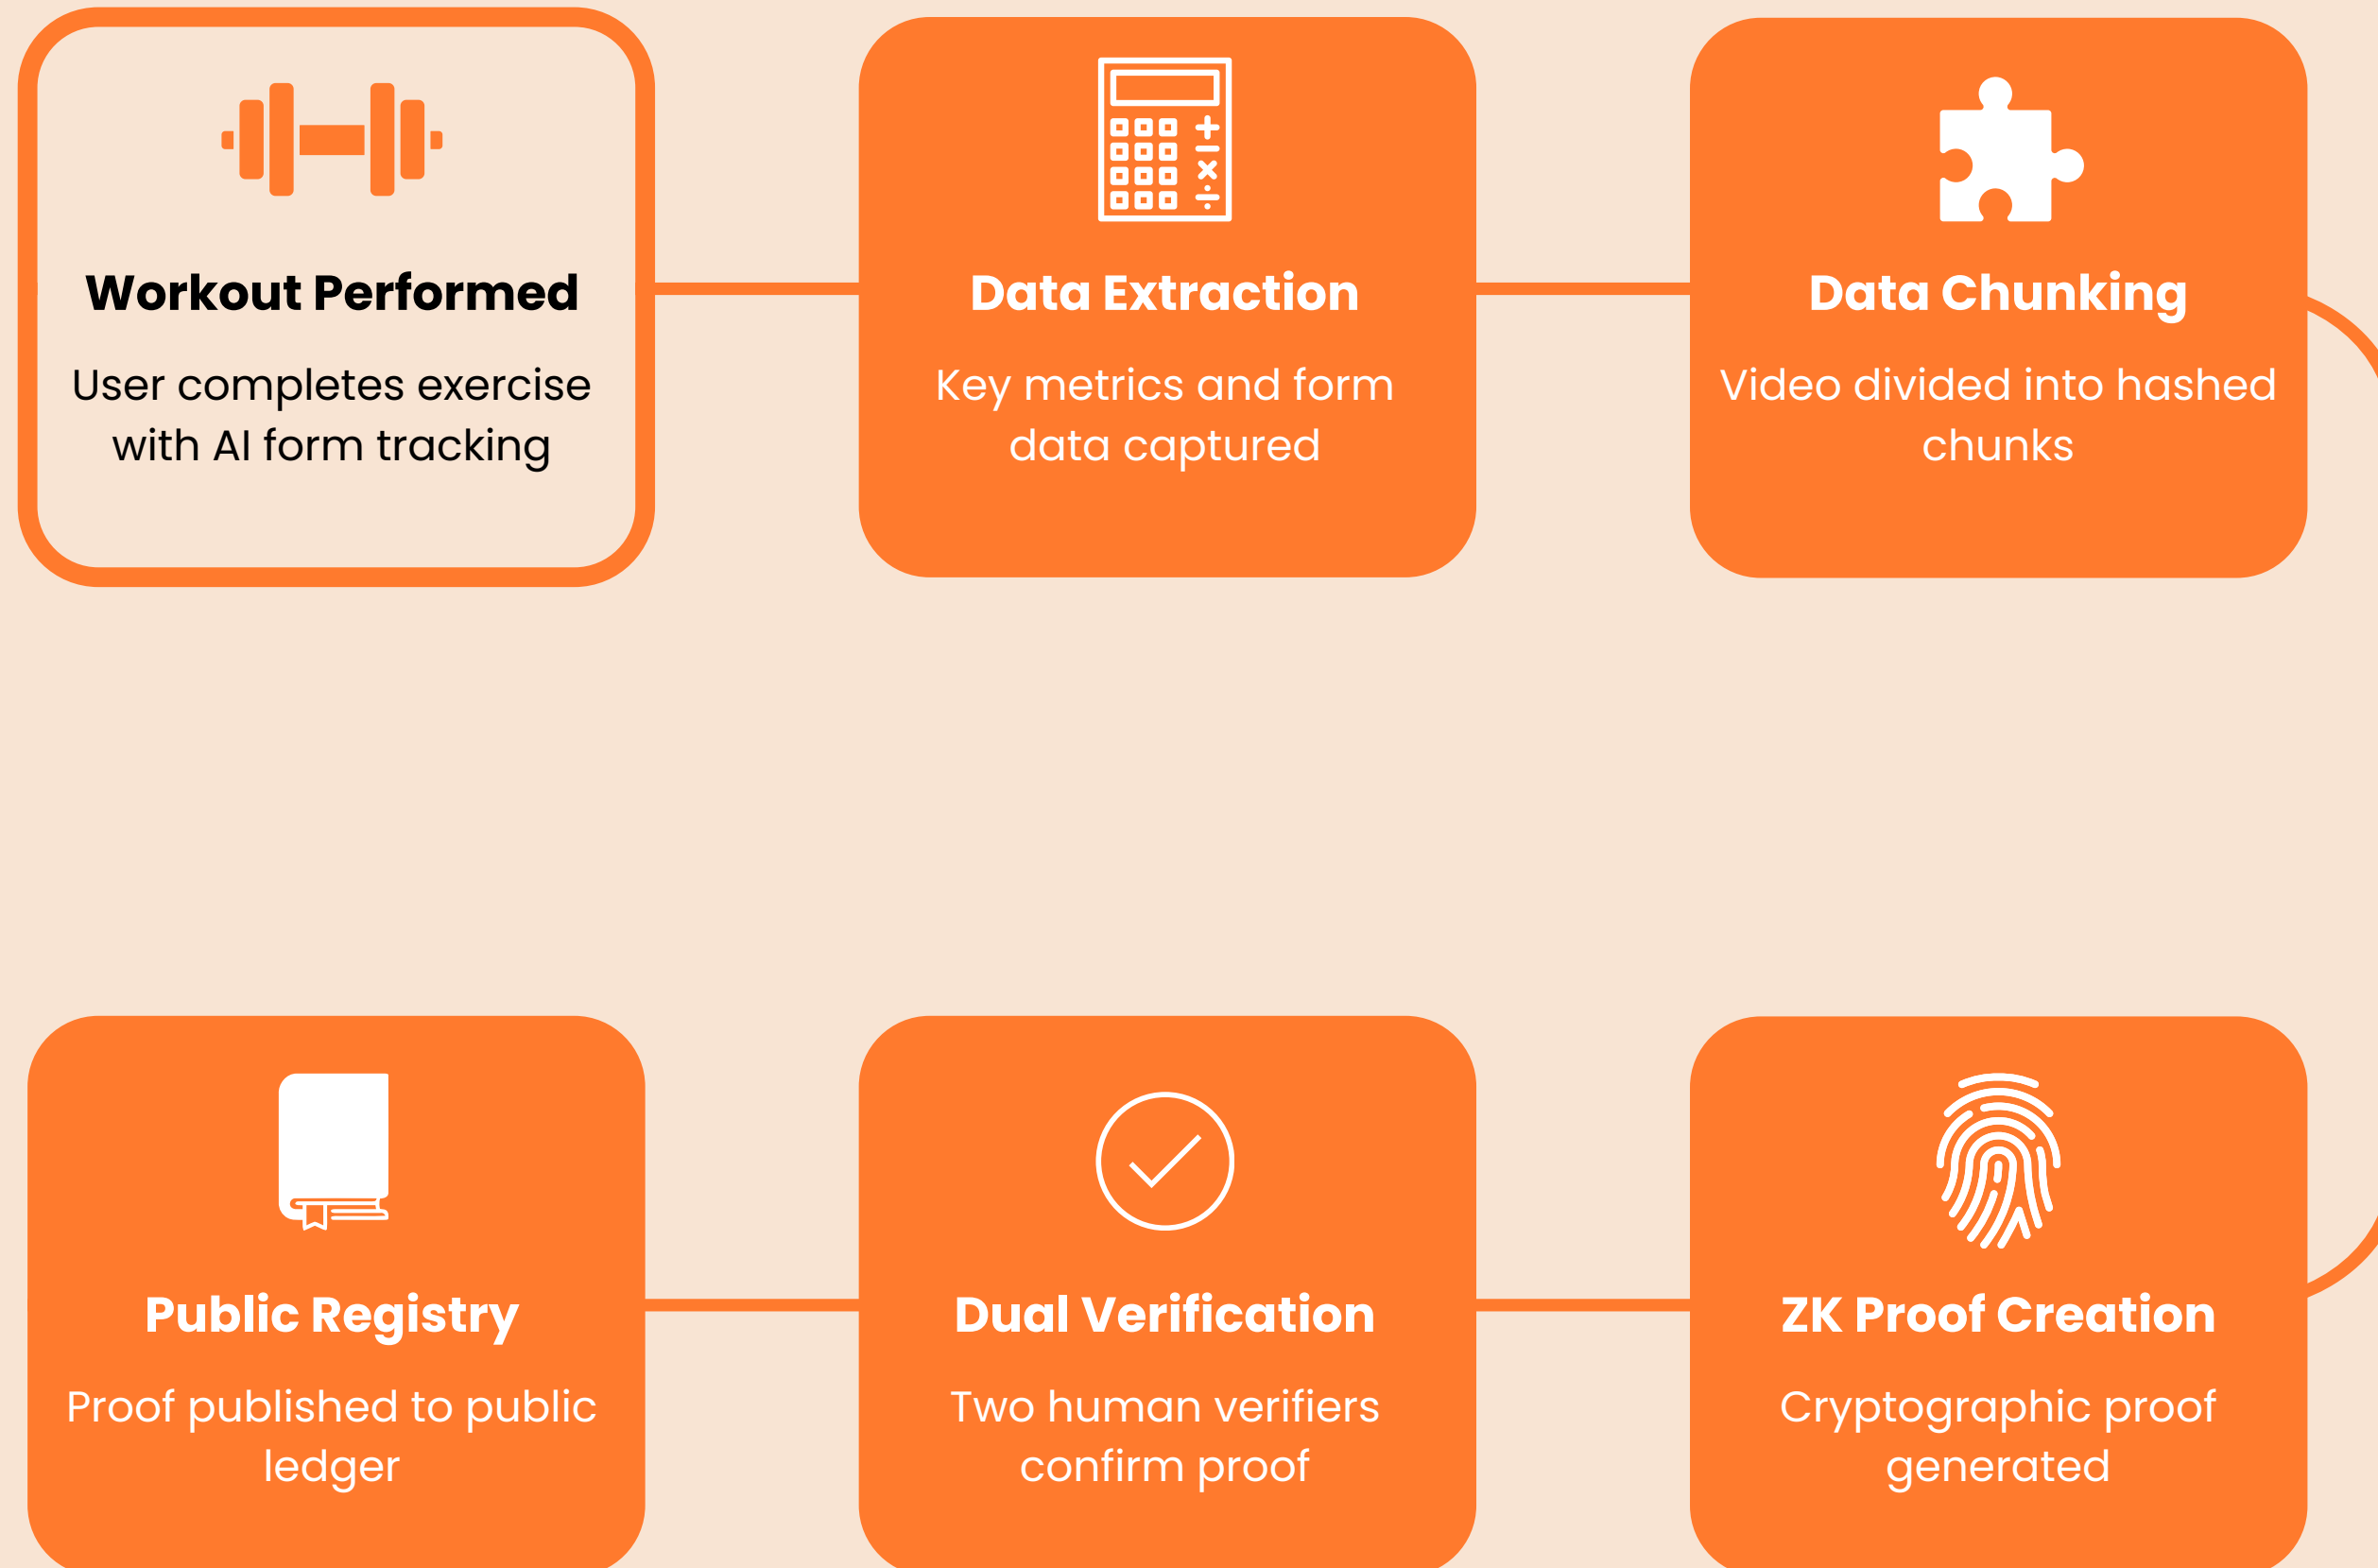 Workout Performed
User completes exercise
with AI form tracking
Data Extraction
Key metrics and form
data captured
Data Chunking
Video divided into hashed
chunks
Public Registry
Proof published to public
ledger
Dual Verification
Two human verifiers
confirm proof
ZK Proof Creation
Cryptographic proof
generated